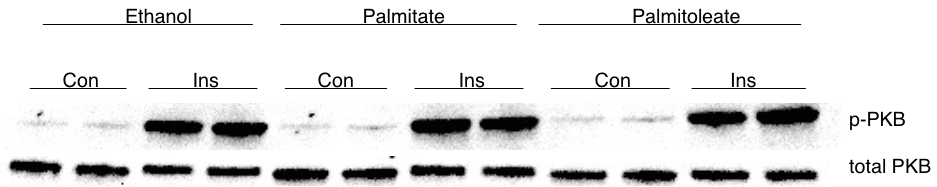 Ethanol Palmitate Palmitoleate
Con Ins Con Ins Con Ins
p-PKB
total PKB